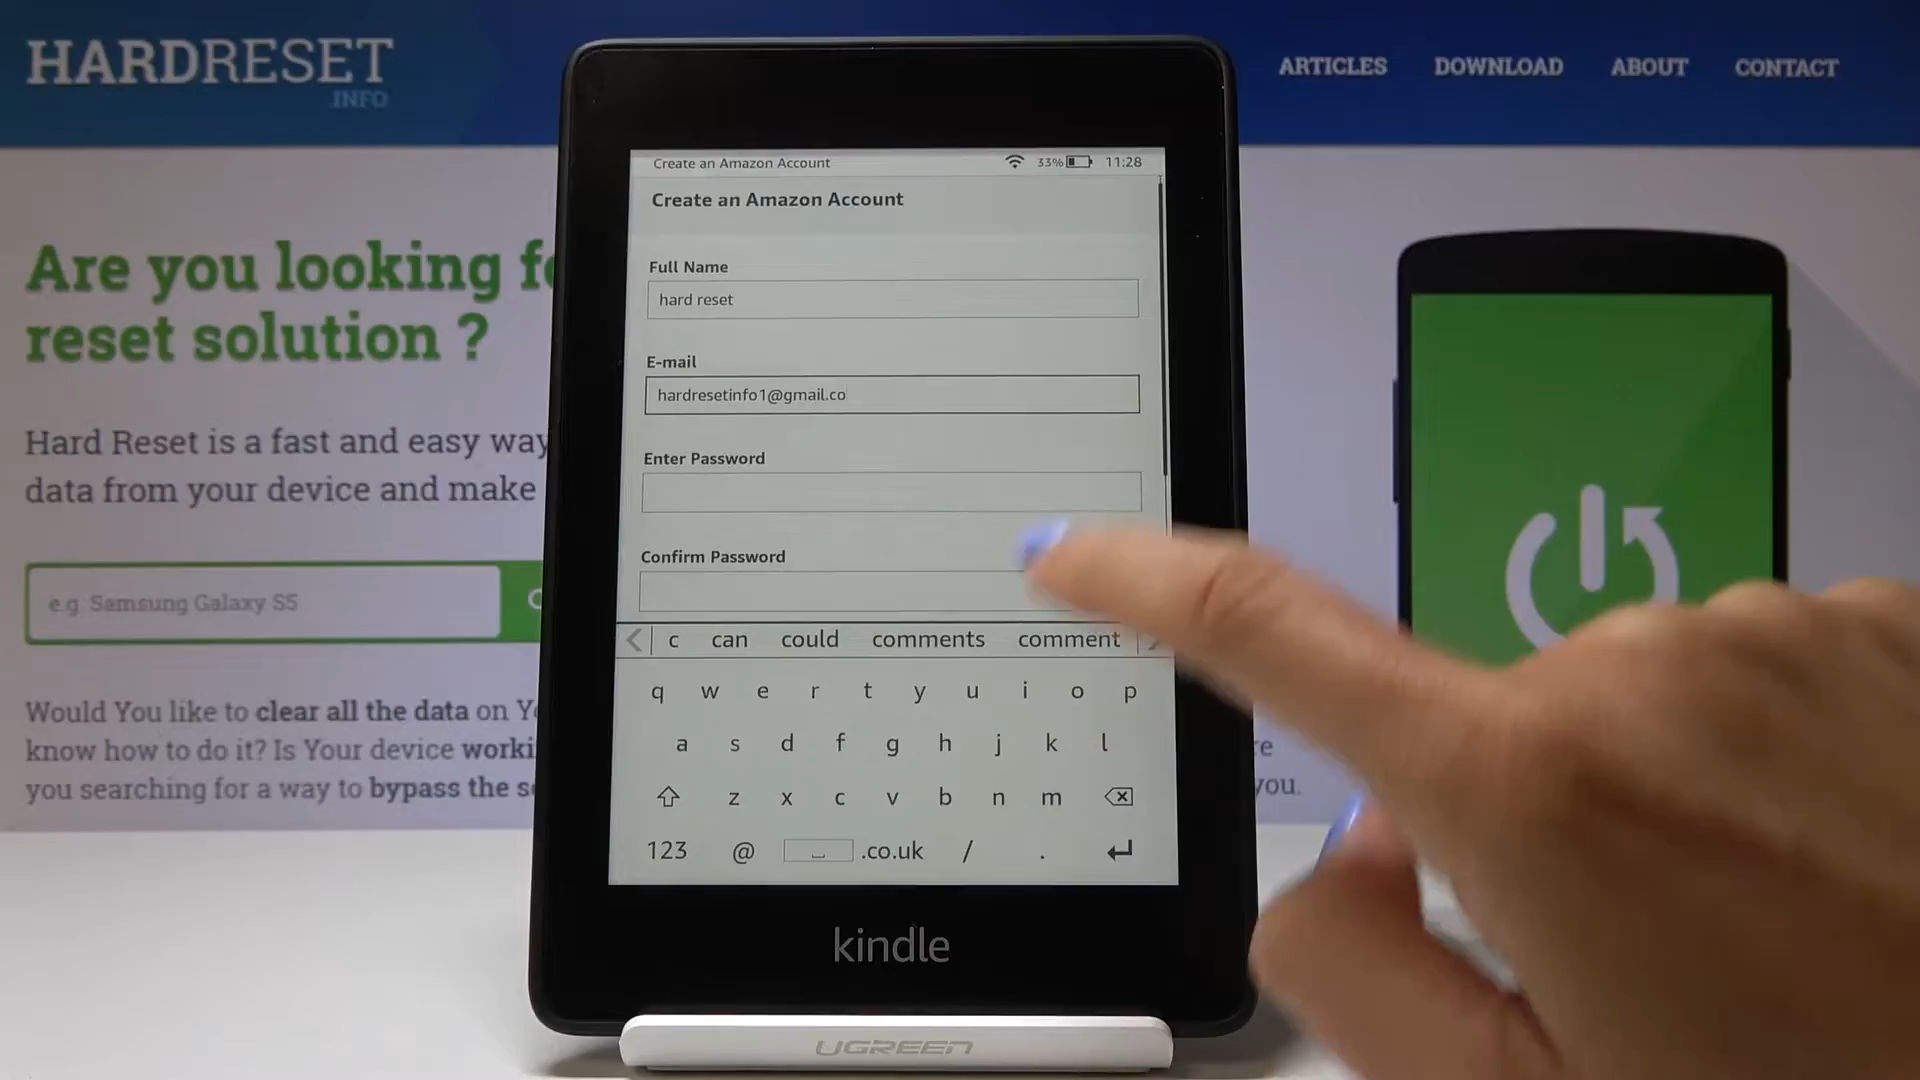 HARDRESET
.INFO
ARTICLES DOWNLOAD ABOUT CONTACT
Are you looking fo
reset solution ?
Hard Reset is a fast and easy way
data from your device and make
e.g. Samsung Galaxy S5
Would You like to clear all the data on Y
know how to do it? Is Your device worki
you searching for a way to bypass the s
re
you.
Create an Amazon Account 33% 11:28
Create an Amazon Account
Full Name
hard reset
E-mail
hardresetinfo1@gmail.co
Enter Password
Confirm Password
c can could comments comment
q w e r t y u i o p
a s d f g h j k l
z x c v b n m
123 @ .co.uk / .
kindle
UGREEN